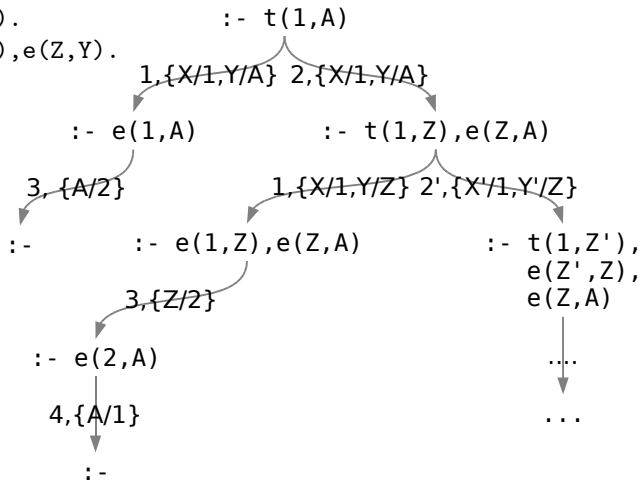 ). :- t(1,A)
),e(Z,Y).
1,{X/1,Y/A} 2,{X/1,Y/A}
:- e(1,A) :- t(1,Z),e(Z,A)
3, {A/2} 1,{X/1,Y/Z} 2',{X'/1,Y'/Z}
:- :- e(1,Z),e(Z,A) :- t(1,Z'),
e(Z',Z),
e(Z,A)
3,{Z/2}
:- e(2,A) ....
4,{A/1} ...
:-